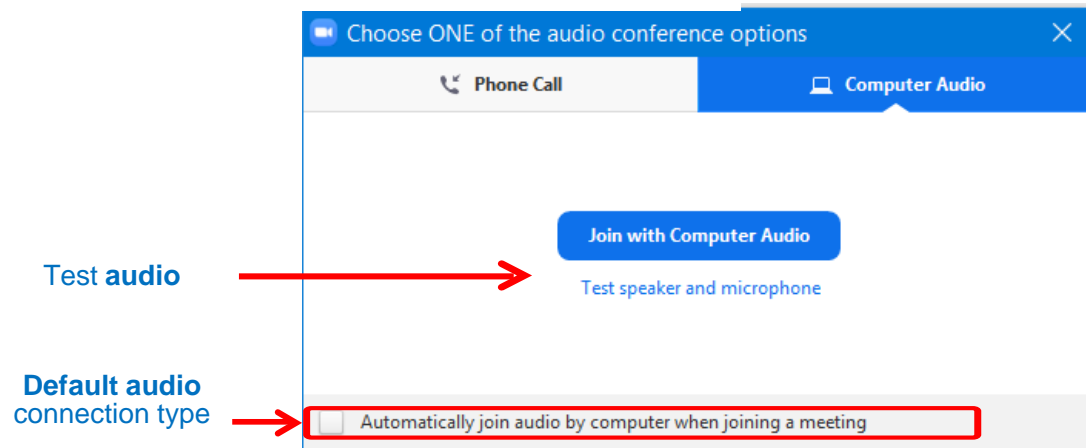 Choose ONE of the audio conference options
Phone Call
Computer Audio
Join with Computer Audio
Test audio
Test speaker and microphone
Default audio
connection type
Automatically join audio by computer when joining a meeting